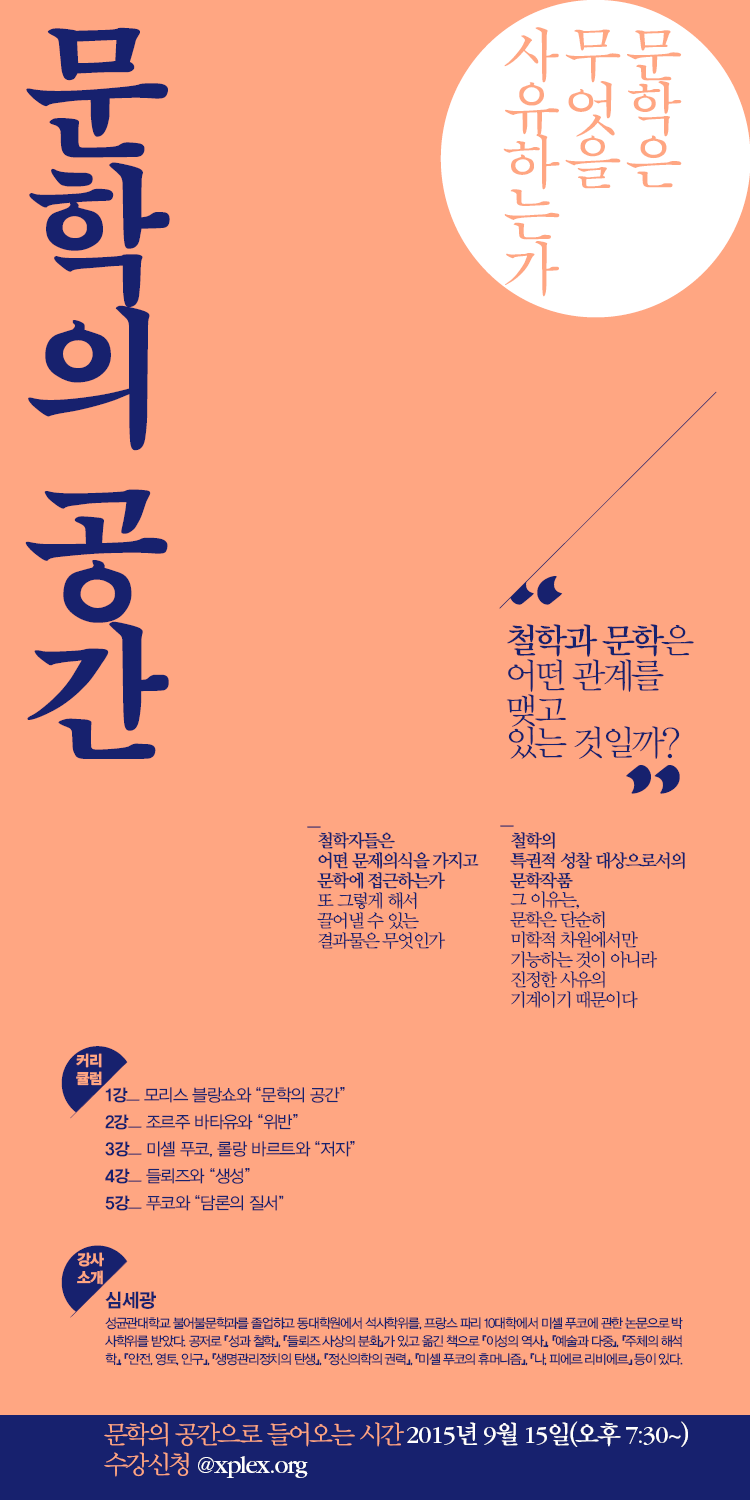 문학의 공간
문학은
무엇을
사유하는가
“
철학과 문학은
어떤 관계를
맺고
있는 것일까?
”
철학자들은
어떤 문제의식을 가지고
문학에 접근하는가
또 그렇게 해서
끌어낼 수 있는
결과물은 무엇인가
철학의
특권적 성찰 대상으로서의
문학작품
그 이유는,
문학은 단순히
미학적 차원에서만
기능하는 것이 아니라
진정한 사유의
기계이기 때문이다
커리
큘럼
1강_ 모리스 블랑쇼와 “문학의 공간”
2강_ 조르주 바타유와 “위반”
3강_ 미셸 푸코, 롤랑 바르트와 “저자”
4강_ 들뢰즈와 “생성”
5강_ 푸코와 “담론의 질서”
강사
소개
심세광
성균관대학교 불어불문학과를 졸업하고 동대학원에서 석사학위를, 프랑스 파리 10대학에서 미셸 푸코에 관한 논문으로 박
사학위를 받았다. 공저로 『성과 철학』, 『들뢰즈 사상의 분화』가 있고 옮긴 책으로 『이성의 역사』, 『예술과 다중』, 『주체의 해석
학』, 『안전, 영토, 인구』, 『생명관리정치의 탄생』, 『정신의학의 권력』, 『미셸 푸코의 휴머니즘』, 『나, 피에르 리비에르』 등이 있다.
문학의 공간으로 들어오는 시간 2015년 9월 15일(오후 7:30~)
수강신청 @xplex.org